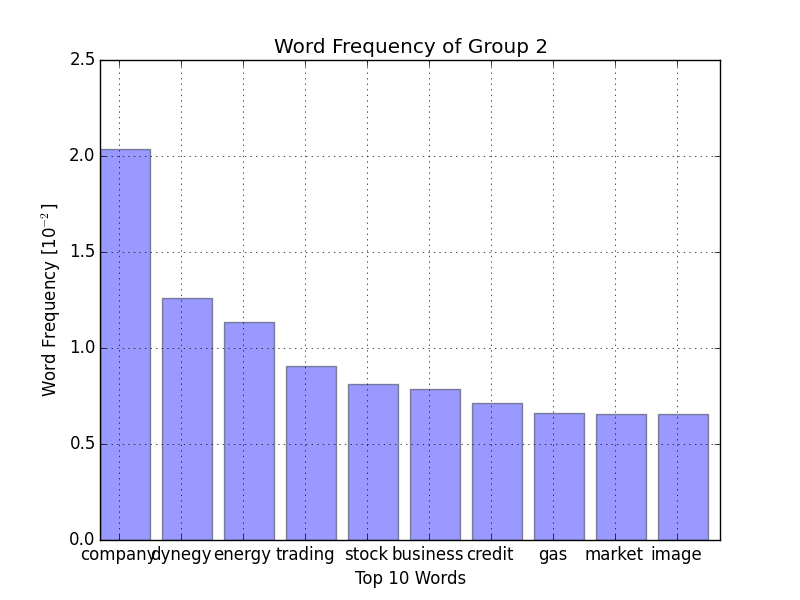 Word Frequency of Group 2
2.5
2.0
1.5
1.0
0.5
0.0
Word Frequency [10⁻²]
company dynegy energy trading stock business credit gas market image
Top 10 Words